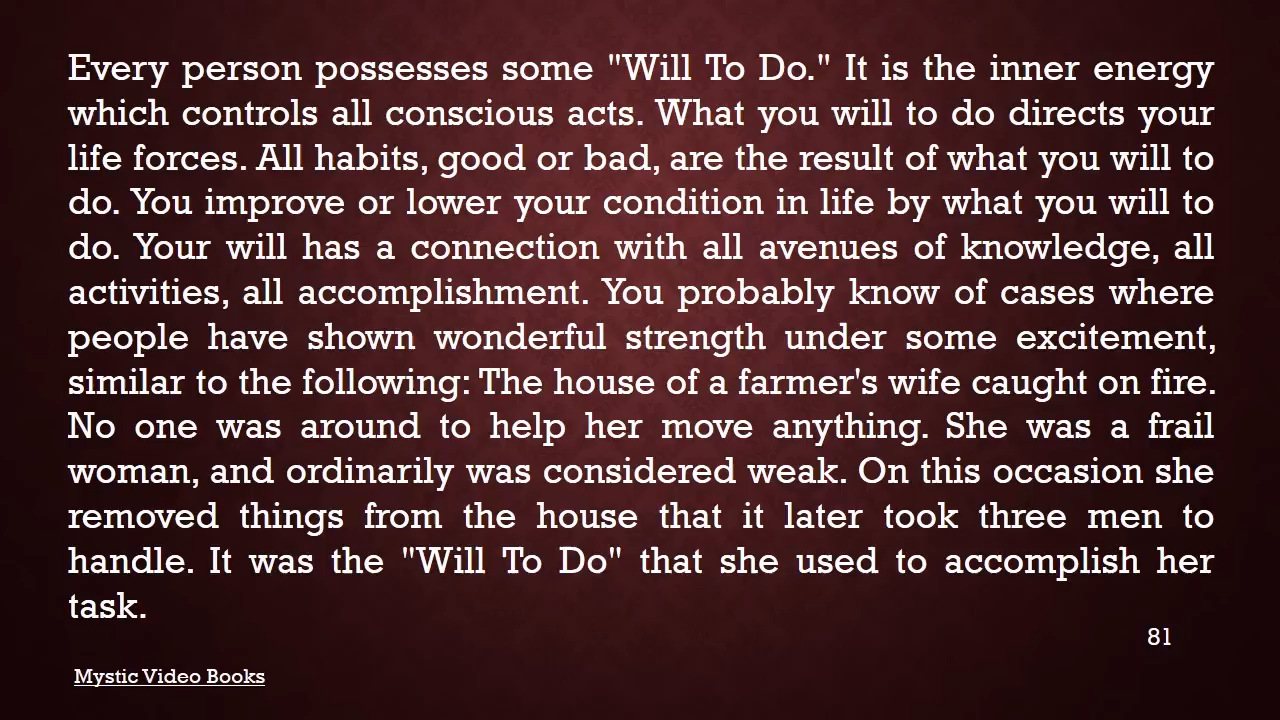 Every person possesses some "Will To Do." It is the inner energy
which controls all conscious acts. What you will to do directs your
life forces. All habits, good or bad, are the result of what you will to
do. You improve or lower your condition in life by what you will to
do. Your will has a connection with all avenues of knowledge, all
activities, all accomplishment. You probably know of cases where
people have shown wonderful strength under some excitement,
similar to the following: The house of a farmer's wife caught on fire.
No one was around to help her move anything. She was a frail
woman, and ordinarily was considered weak. On this occasion she
removed things from the house that it later took three men to
handle. It was the "Will To Do" that she used to accomplish her
task.
81
Mystic Video Books